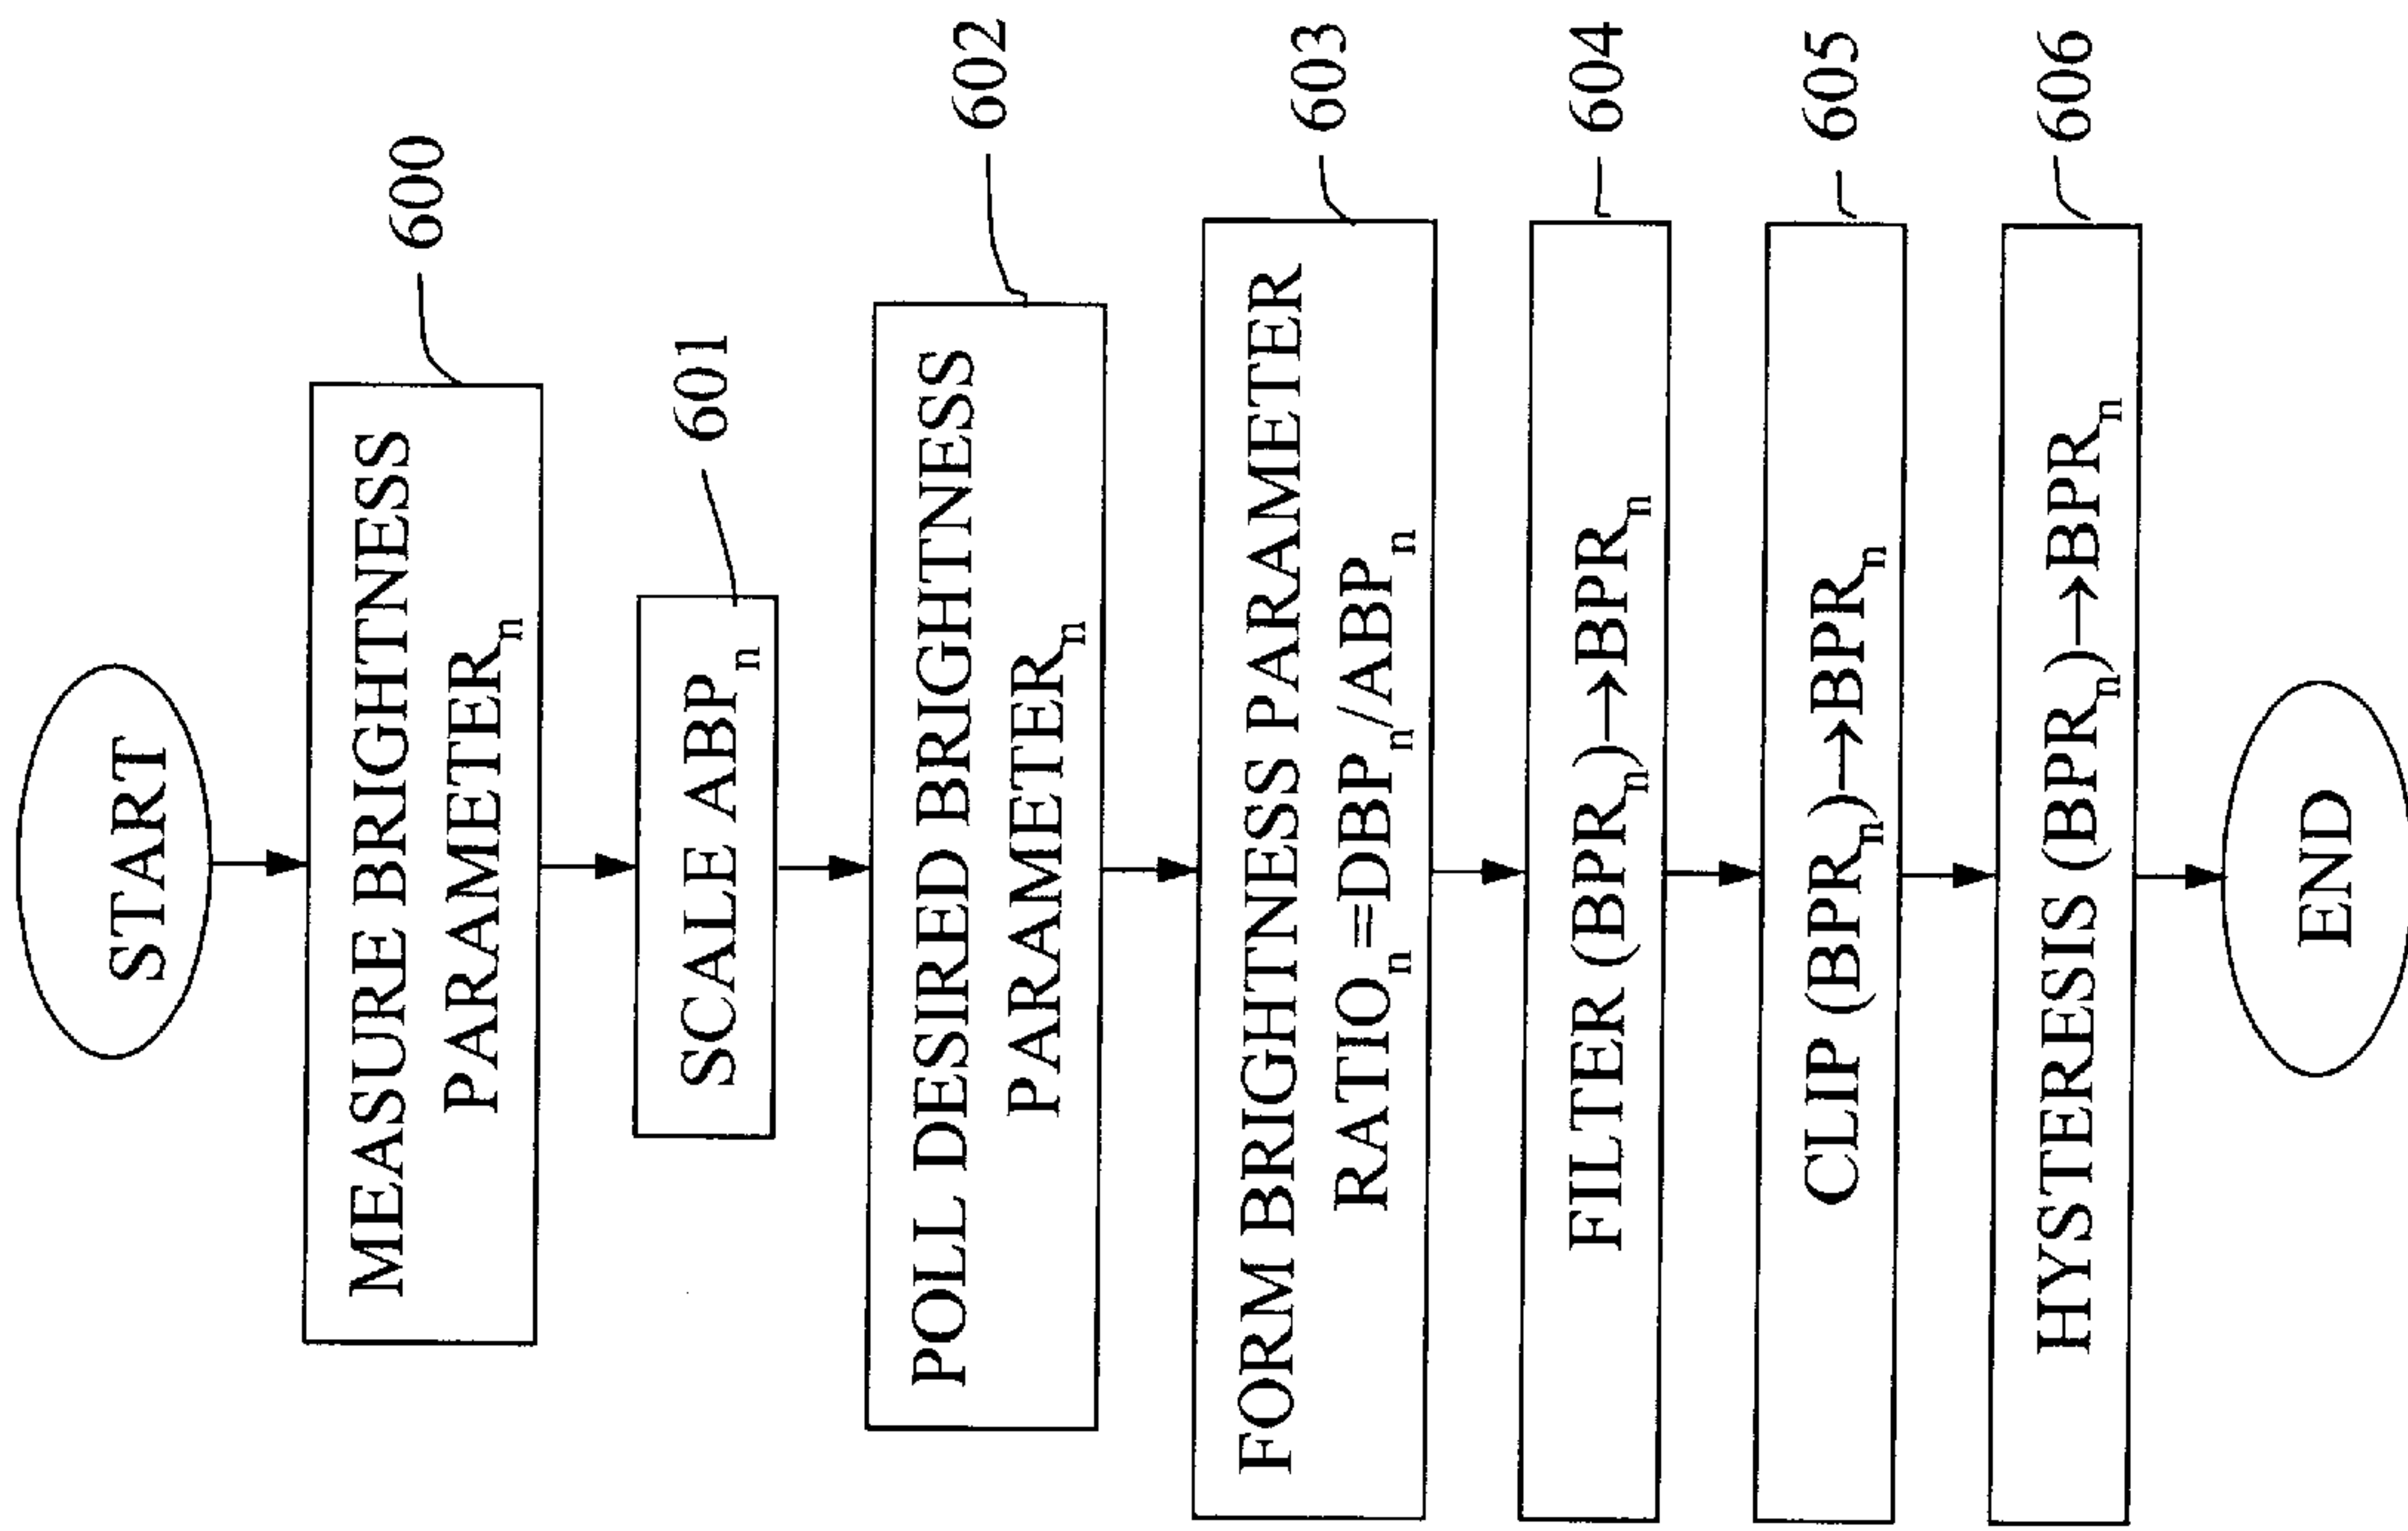 START
MEASURE BRIGHTNESS
PARAMETERₙ
600
SCALE ABPₙ
601
POLL DESIRED BRIGHTNESS
PARAMETERₙ
602
FORM BRIGHTNESS PARAMETER
RATIOₙ=DBPₙ/ABPₙ
603
FILTER (BPRₙ)→BPRₙ
604
CLIP (BPRₙ)→BPRₙ
605
HYSTERESIS (BPRₙ)→BPRₙ
606
END